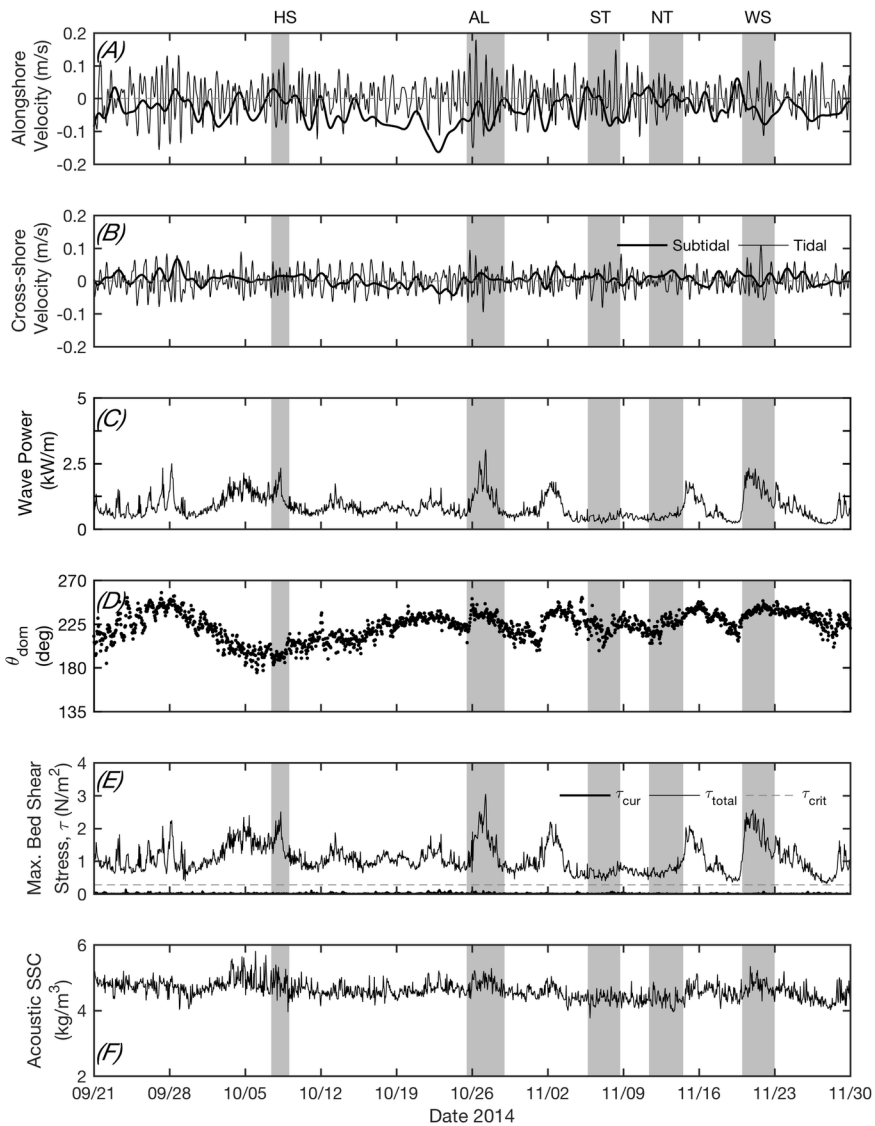 HS AL ST NT WS
(A)
Alongshore
Velocity (m/s)
0.2
0.1
0
-0.1
-0.2
(B)
Cross-shore
Velocity (m/s)
0.2
0.1
0
-0.1
-0.2
Subtidal Tidal
(C)
Wave Power
(kW/m)
5
2.5
0
(D)
θdom
(deg)
270
225
180
135
(E)
Max. Bed Shear
Stress, τ (N/m²)
4
3
2
1
0
τcur τtotal τcrit
Acoustic SSC
(kg/m³)
6
4
2
(F)
09/21 09/28 10/05 10/12 10/19 10/26 11/02 11/09 11/16 11/23 11/30
Date 2014